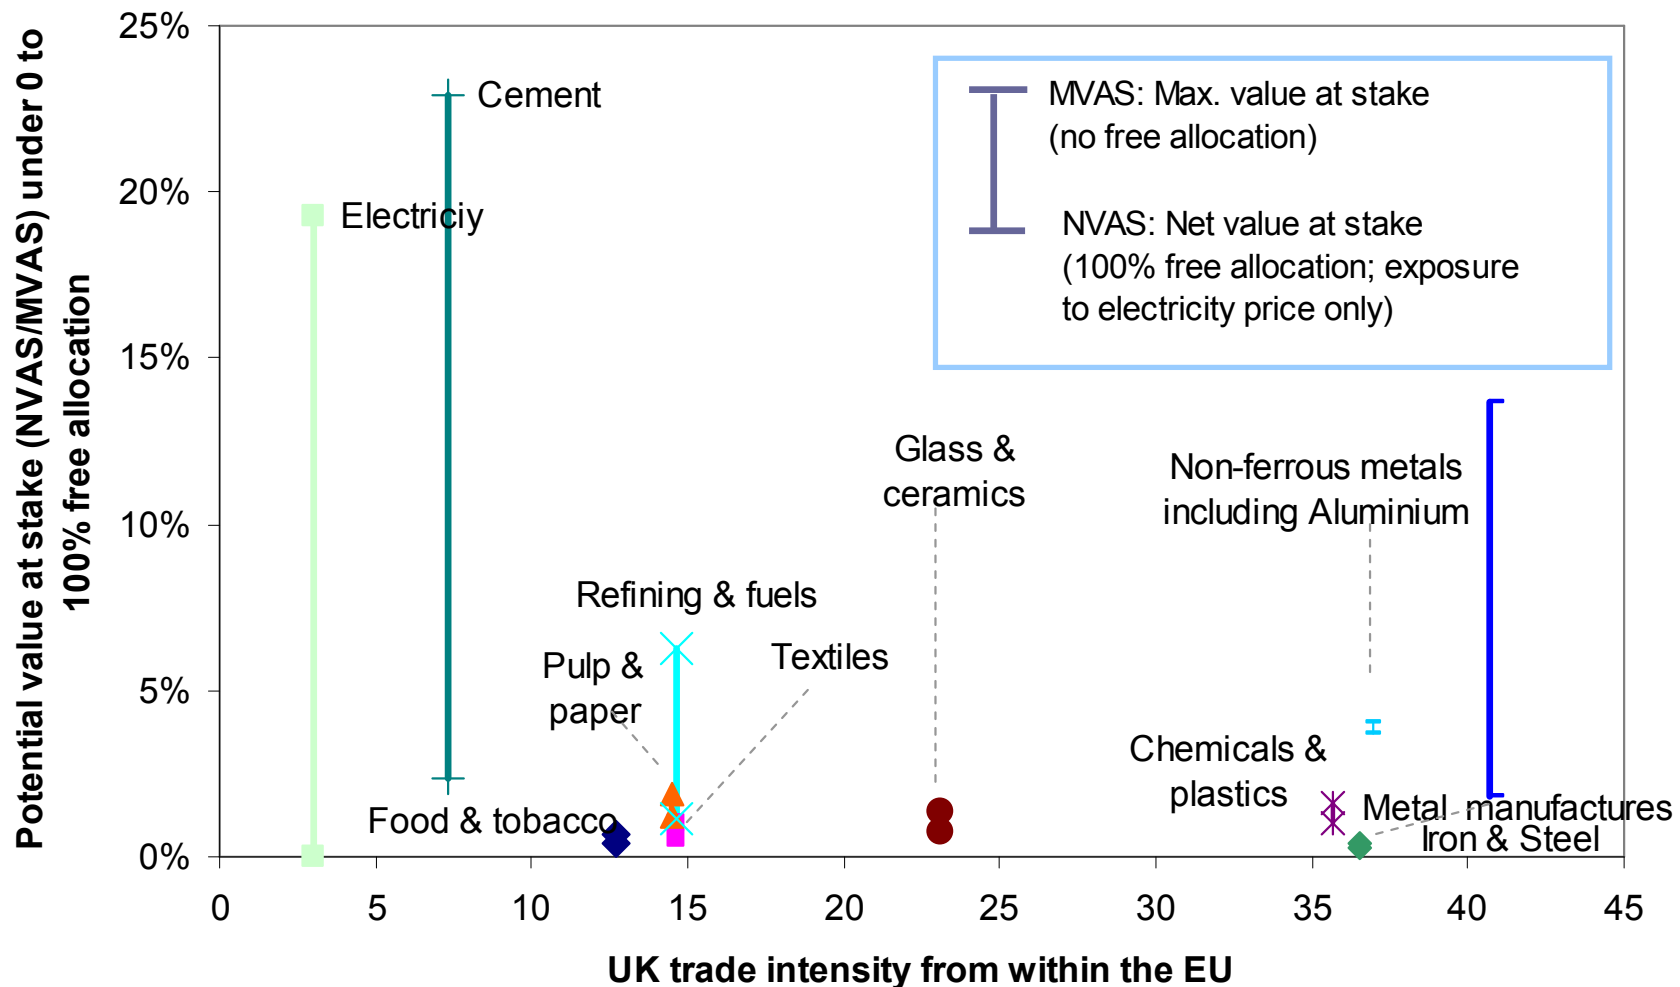 Potential value at stake (NVAS/MVAS) under 0 to
100% free allocation
25%
20%
15%
10%
5%
0%
Cement
Electriciy
MVAS: Max. value at stake
(no free allocation)
NVAS: Net value at stake
(100% free allocation; exposure
to electricity price only)
Glass &
ceramics
Non-ferrous metals
including Aluminium
Refining & fuels
Pulp &
paper
Textiles
Chemicals &
plastics
Food & tobacco
Metal manufactures
Iron & Steel
0 5 10 15 20 25 30 35 40 45
UK trade intensity from within the EU